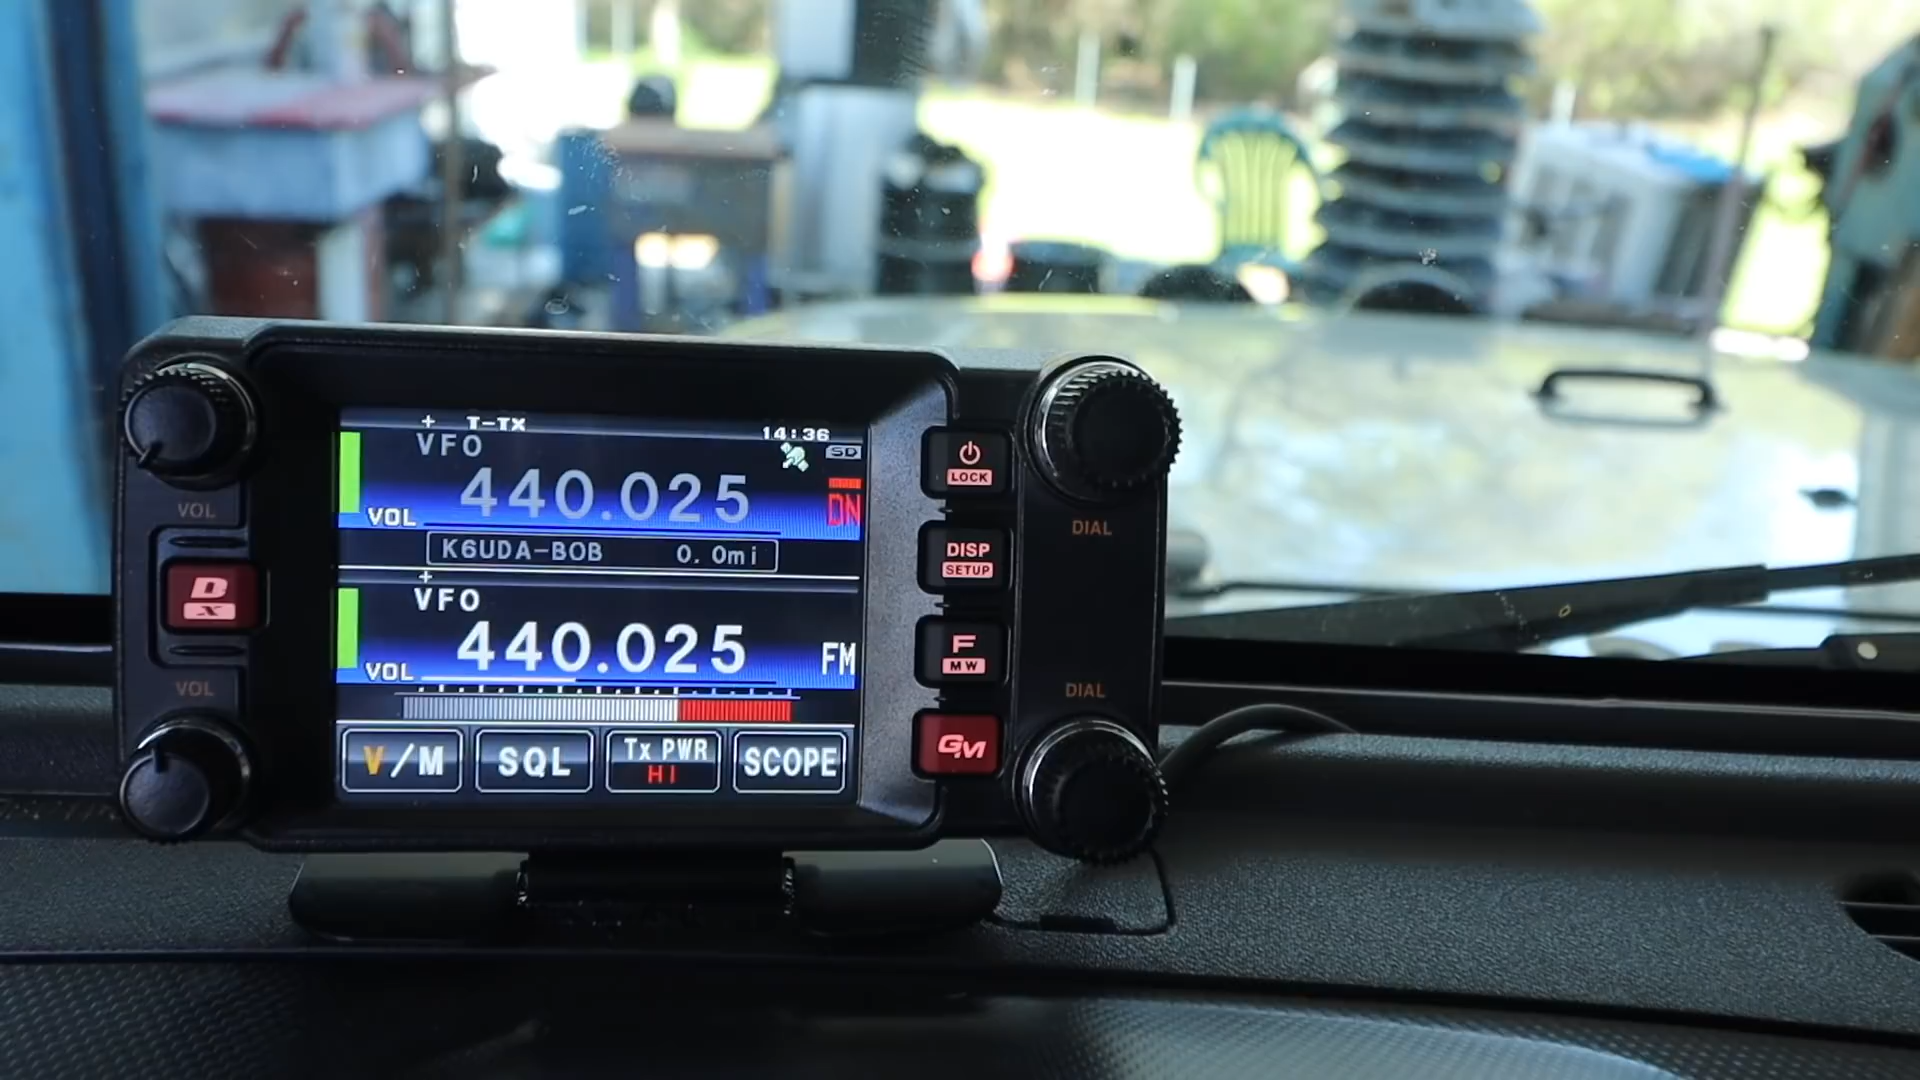 + T-TX 14:36
VFO SD
440.025 DN
VOL
K6UDA-BOB 0.0mi
+
VFO
440.025 FM
VOL
V/M SQL Tx PWR SCOPE
HI
VOL
D
X
VOL
LOCK
DISP
SETUP
F
MW
GM
DIAL
DIAL